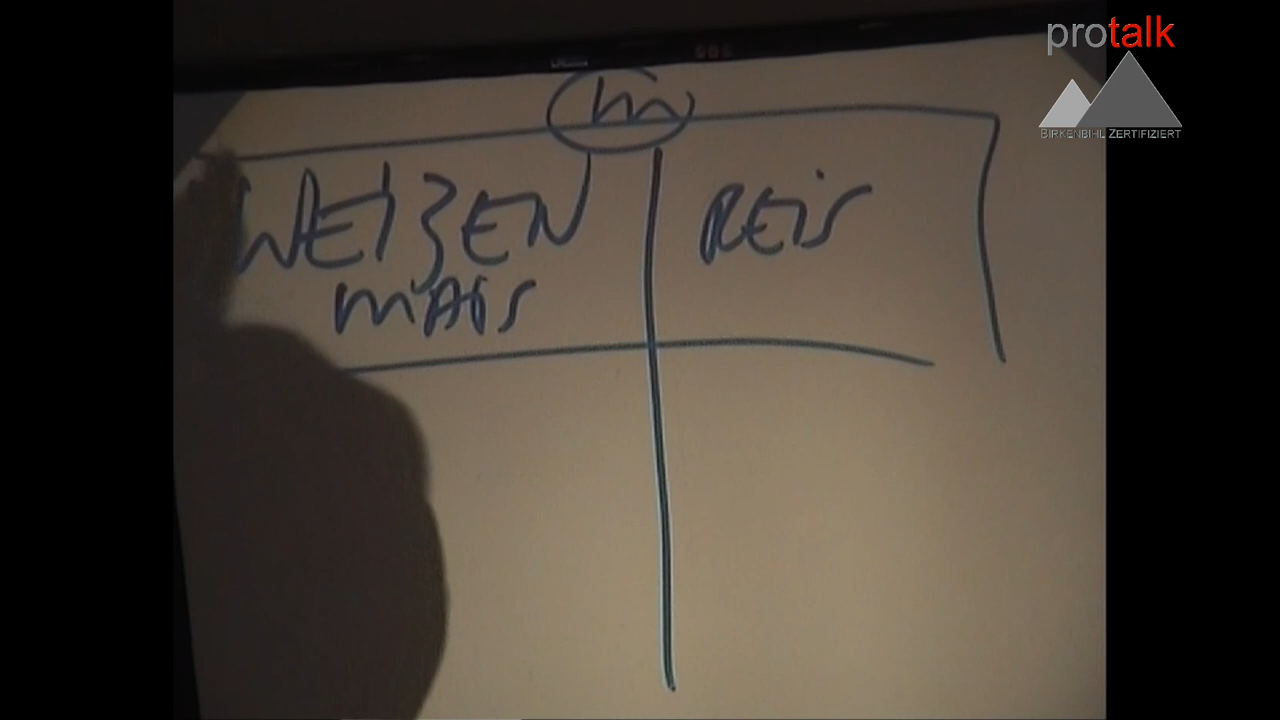 protalk
BIRKENBIHL ZERTIFIZIERT
m
WEIZEN
MAIS
REiS